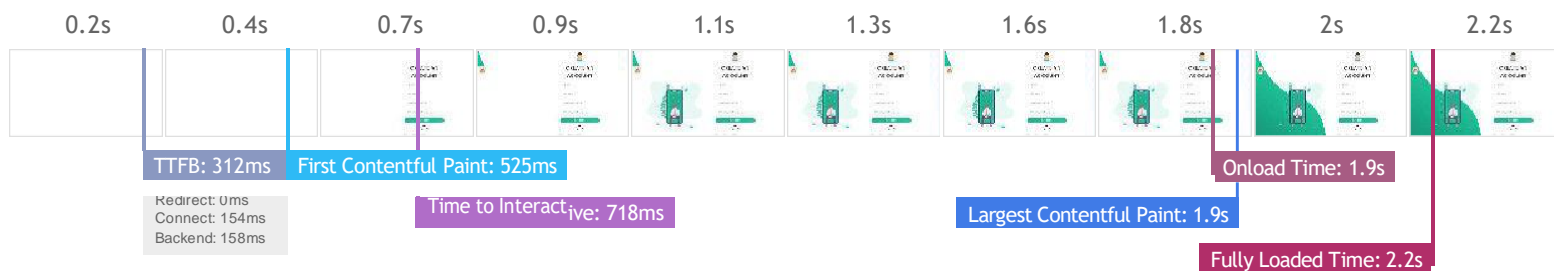 0.2s 0.4s 0.7s 0.9s 1.1s 1.3s 1.6s 1.8s 2s 2.2s
TTFB: 312ms
First Contentful Paint: 525ms
Onload Time: 1.9s
Redirect: 0ms
Connect: 154ms
Backend: 158ms
Time to Interactive: 718ms
Largest Contentful Paint: 1.9s
Fully Loaded Time: 2.2s